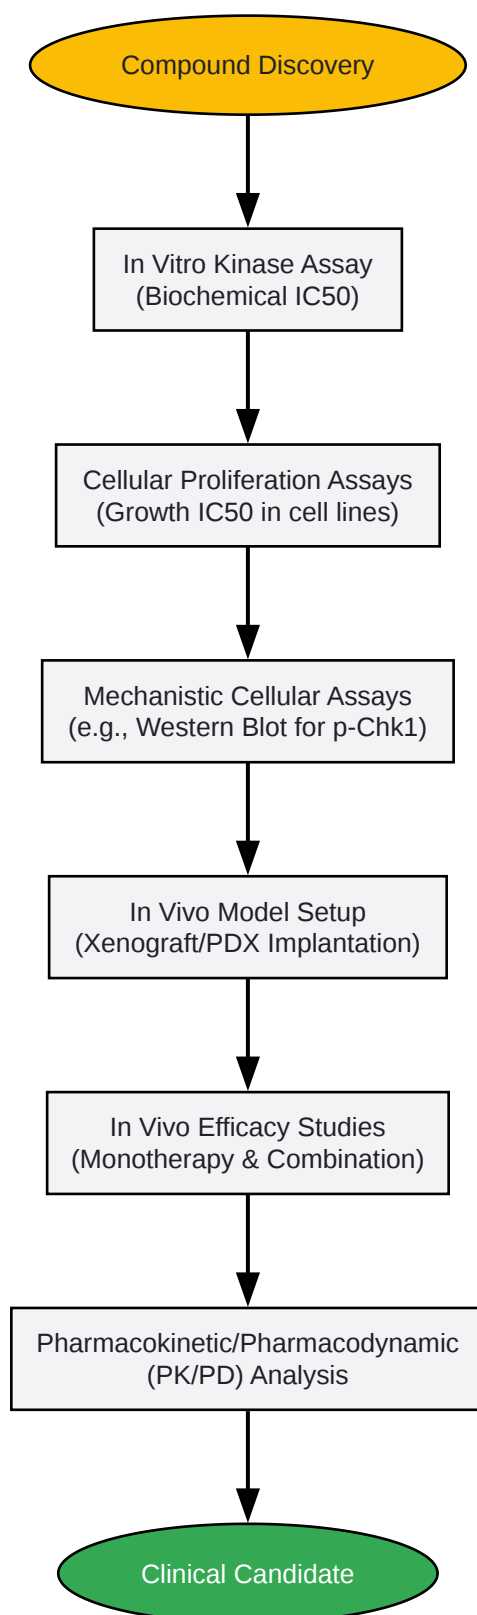 Compound Discovery
In Vitro Kinase Assay
(Biochemical IC50)
Cellular Proliferation Assays
(Growth IC50 in cell lines)
Mechanistic Cellular Assays
(e.g., Western Blot for p-Chk1)
In Vivo Model Setup
(Xenograft/PDX Implantation)
In Vivo Efficacy Studies
(Monotherapy & Combination)
Pharmacokinetic/Pharmacodynamic
(PK/PD) Analysis
Clinical Candidate